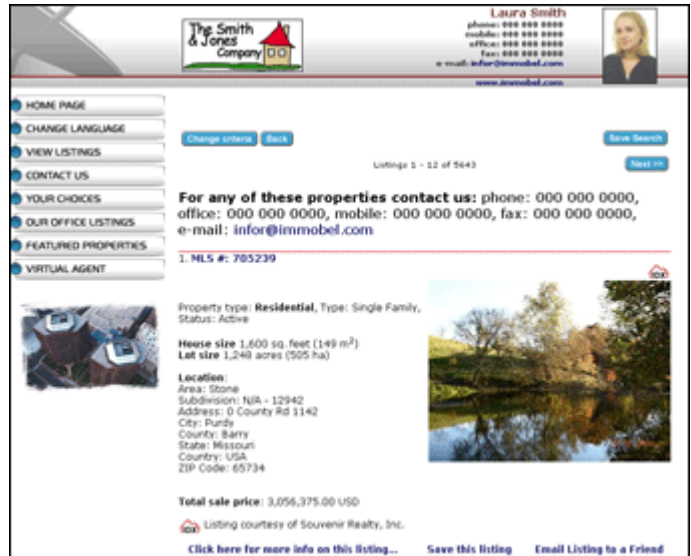 The Smith
& Jones
Company
Laura Smith
phone: 000 000 0000
mobile: 000 000 0000
office: 000 000 0000
fax: 000 000 0000
e-mail: infor@immobel.com
www.immobel.com
HOME PAGE
CHANGE LANGUAGE
VIEW LISTINGS
CONTACT US
YOUR CHOICES
OUR OFFICE LISTINGS
FEATURED PROPERTIES
VIRTUAL AGENT
Change criteria Back Save Search
Listings 1 - 12 of 5643 Next >>
For any of these properties contact us: phone: 000 000 0000,
office: 000 000 0000, mobile: 000 000 0000, fax: 000 000 0000,
e-mail: infor@immobel.com
1. MLS #: 705239
IDX
Property type: Residential, Type: Single Family,
Status: Active
House size 1,600 sq. feet (149 m²)
Lot size 1,248 acres (505 ha)
Location:
Area: Stone
Subdivision: N/A - 12942
Address: 0 County Rd 1142
City: Purdy
County: Barry
State: Missouri
Country: USA
ZIP Code: 65734
Total sale price: 3,056,375.00 USD
IDX Listing courtesy of Souvenir Realty, Inc.
Click here for more info on this listing... Save this listing Email Listing to a Friend